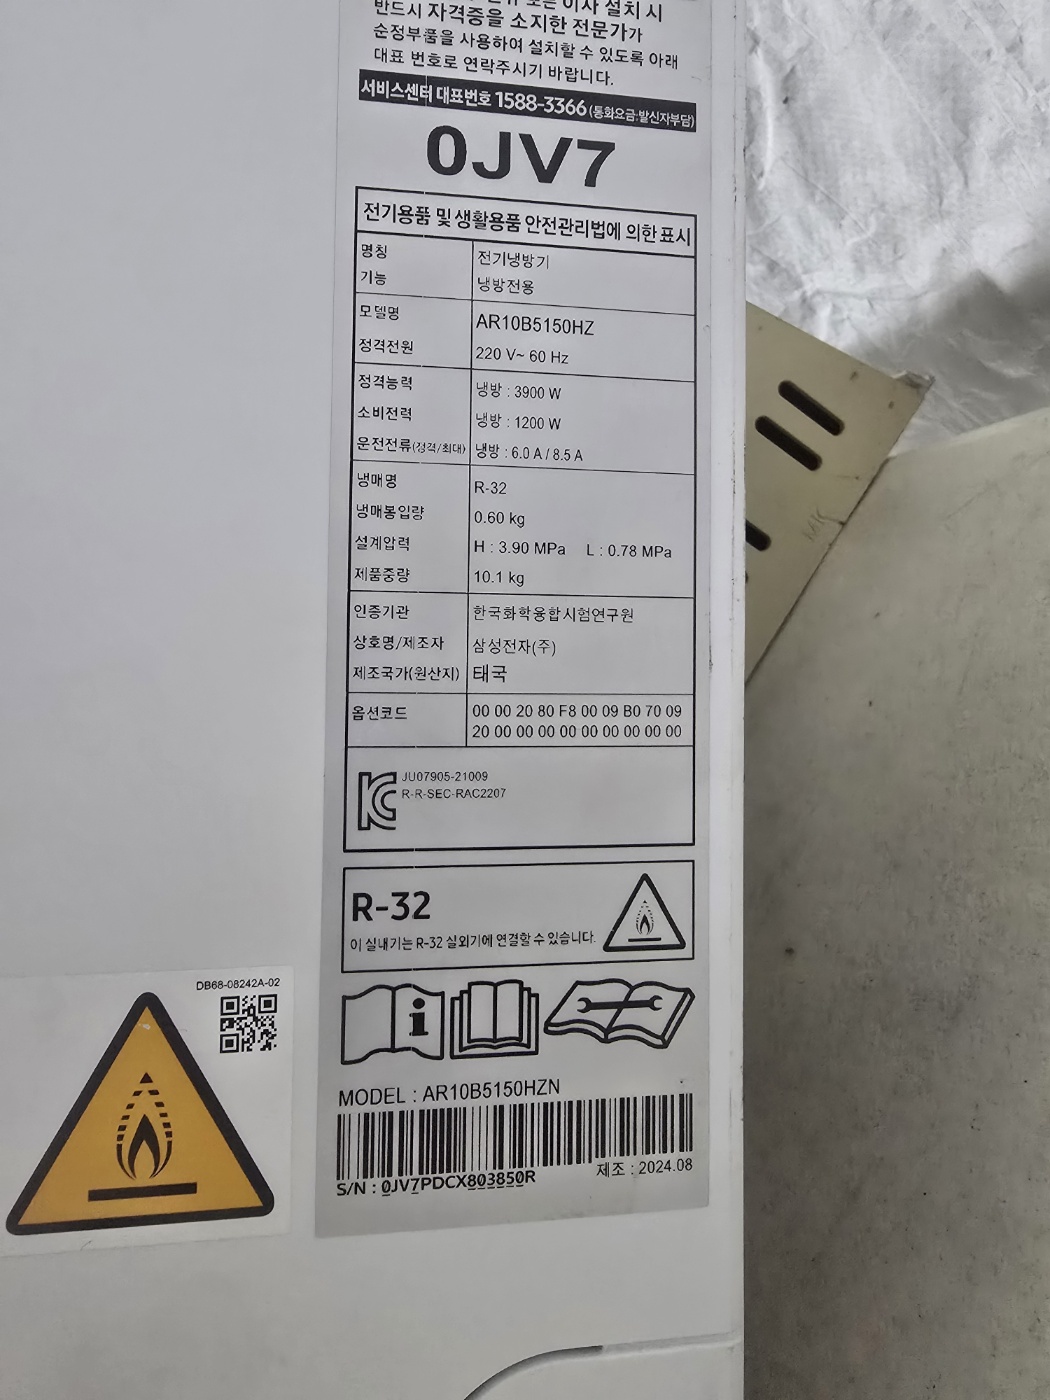 이사 설치 시
반드시 자격증을 소지한 전문가가
순정부품을 사용하여 설치할 수 있도록 아래
대표 번호로 연락주시기 바랍니다.
서비스센터 대표번호 1588-3366 (통화요금:발신자부담)
0JV7
전기용품 및 생활용품 안전관리법에 의한 표시
명칭 전기냉방기
기능 냉방전용
모델명 AR10B5150HZ
정격전원 220 V~ 60 Hz
정격능력 냉방 : 3900 W
소비전력 냉방 : 1200 W
운전전류(정격/최대) 냉방 : 6.0 A / 8.5 A
냉매명 R-32
냉매봉입량 0.60 kg
설계압력 H : 3.90 MPa L : 0.78 MPa
제품중량 10.1 kg
인증기관 한국화학융합시험연구원
상호명/제조자 삼성전자(주)
제조국가(원산지) 태국
옵션코드 00 00 20 80 F8 00 09 B0 70 09
20 00 00 00 00 00 00 00 00 00
JU07905-21009
R-R-SEC-RAC2207
R-32
이 실내기는 R-32 실외기에 연결할 수 있습니다.
DB68-08242A-02
MODEL : AR10B5150HZN
제조 : 2024.08
S/N : 0JV7PDCX803850R